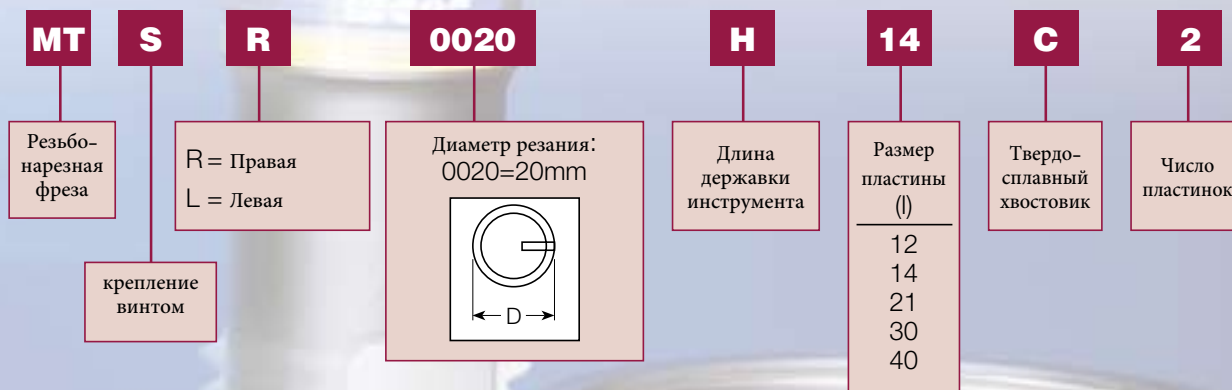 MT S R 0020 H 14 C 2
Резьбо-
нарезная
фреза
крепление
винтом
R = Правая
L = Левая
Диаметр резания:
0020=20mm
D
Длина
державки
инструмента
Размер
пластины
(l)
12
14
21
30
40
Твердо-
сплавный
хвостовик
Число
пластинок